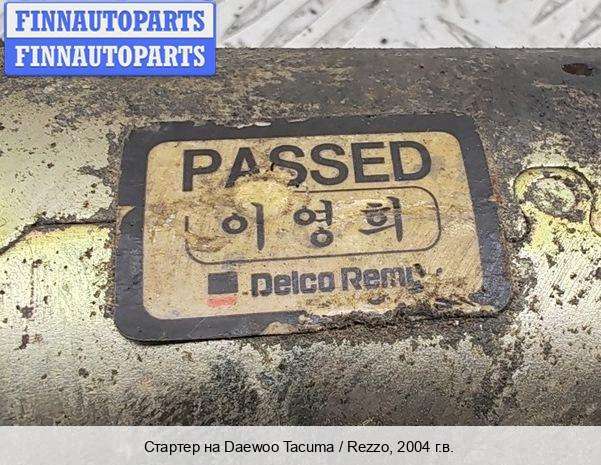 FINNAUTOPARTS
FINNAUTOPARTS
PASSED
이영희
Delco Remy
Стартер на Daewoo Tacuma / Rezzo, 2004 г.в.